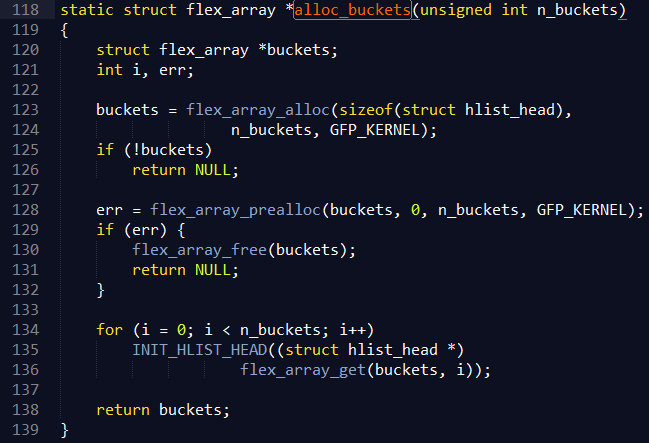 118 static struct flex_array *alloc_buckets(unsigned int n_buckets)
119 {
120     struct flex_array *buckets;
121     int i, err;
122
123     buckets = flex_array_alloc(sizeof(struct hlist_head),
124                    n_buckets, GFP_KERNEL);
125     if (!buckets)
126         return NULL;
127
128     err = flex_array_prealloc(buckets, 0, n_buckets, GFP_KERNEL);
129     if (err) {
130         flex_array_free(buckets);
131         return NULL;
132     }
133
134     for (i = 0; i < n_buckets; i++)
135         INIT_HLIST_HEAD((struct hlist_head *)
136                     flex_array_get(buckets, i));
137
138     return buckets;
139 }